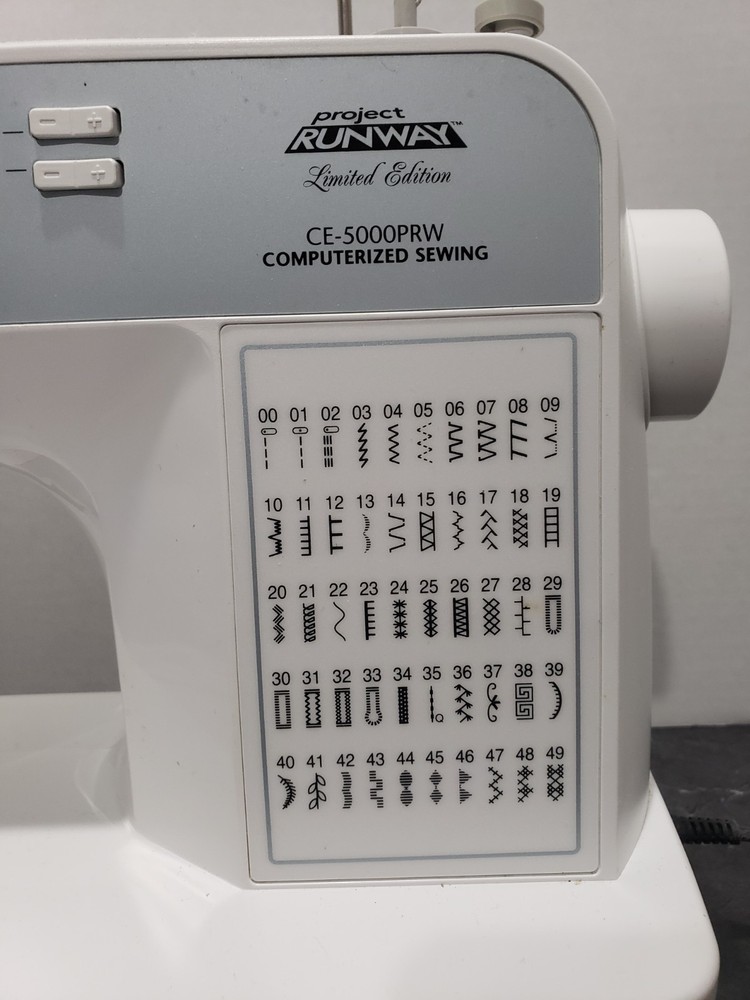 project
RUNWAY™
Limited Edition
CE-5000PRW
COMPUTERIZED SEWING
00 01 02 03 04 05 06 07 08 09
10 11 12 13 14 15 16 17 18 19
20 21 22 23 24 25 26 27 28 29
30 31 32 33 34 35 36 37 38 39
40 41 42 43 44 45 46 47 48 49